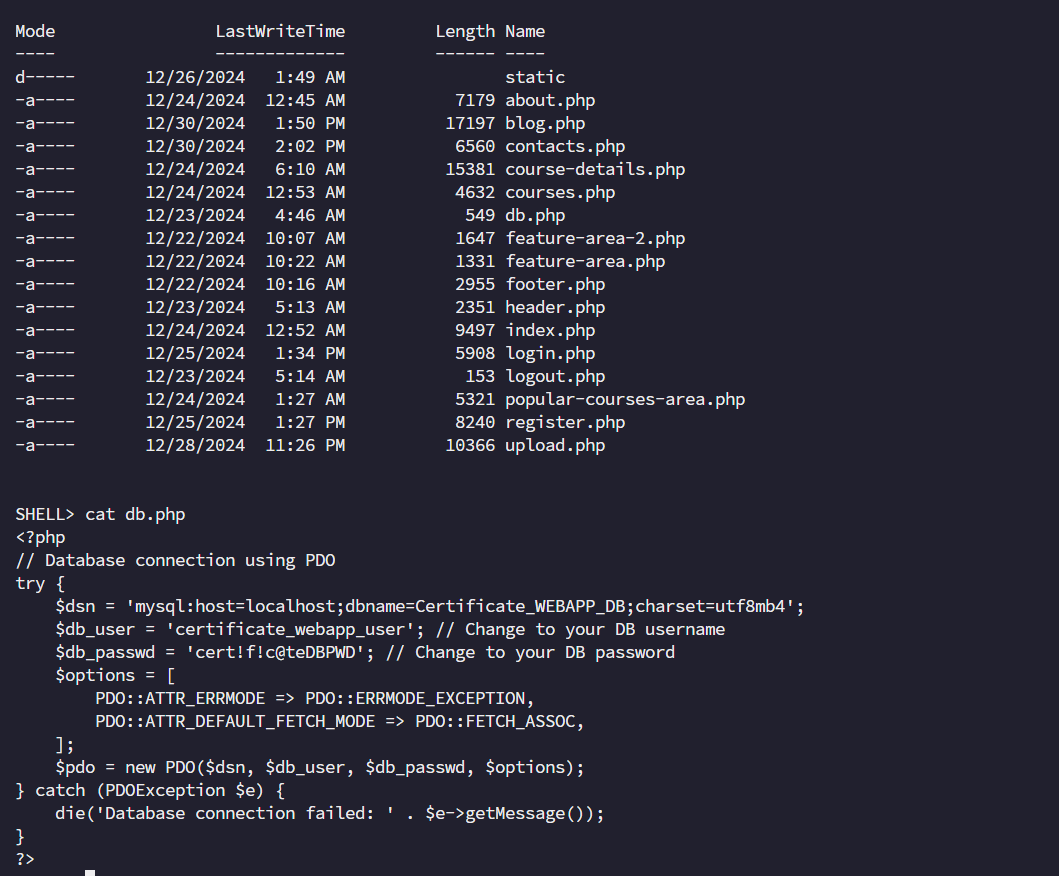 Mode                LastWriteTime         Length Name
----                -------------         ------ ----
d-----       12/26/2024   1:49 AM                static
-a----       12/24/2024  12:45 AM           7179 about.php
-a----       12/30/2024   1:50 PM          17197 blog.php
-a----       12/30/2024   2:02 PM           6560 contacts.php
-a----       12/24/2024   6:10 AM          15381 course-details.php
-a----       12/24/2024  12:53 AM           4632 courses.php
-a----       12/23/2024   4:46 AM            549 db.php
-a----       12/22/2024  10:07 AM           1647 feature-area-2.php
-a----       12/22/2024  10:22 AM           1331 feature-area.php
-a----       12/22/2024  10:16 AM           2955 footer.php
-a----       12/23/2024   5:13 AM           2351 header.php
-a----       12/24/2024  12:52 AM           9497 index.php
-a----       12/25/2024   1:34 PM           5908 login.php
-a----       12/23/2024   5:14 AM            153 logout.php
-a----       12/24/2024   1:27 AM           5321 popular-courses-area.php
-a----       12/25/2024   1:27 PM           8240 register.php
-a----       12/28/2024  11:26 PM          10366 upload.php
SHELL> cat db.php
<?php
// Database connection using PDO
try {
    $dsn = 'mysql:host=localhost;dbname=Certificate_WEBAPP_DB;charset=utf8mb4';
    $db_user = 'certificate_webapp_user'; // Change to your DB username
    $db_passwd = 'cert!f!c@teDBPWD'; // Change to your DB password
    $options = [
        PDO::ATTR_ERRMODE => PDO::ERRMODE_EXCEPTION,
        PDO::ATTR_DEFAULT_FETCH_MODE => PDO::FETCH_ASSOC,
    ];
    $pdo = new PDO($dsn, $db_user, $db_passwd, $options);
} catch (PDOException $e) {
    die('Database connection failed: ' . $e->getMessage());
}
?>